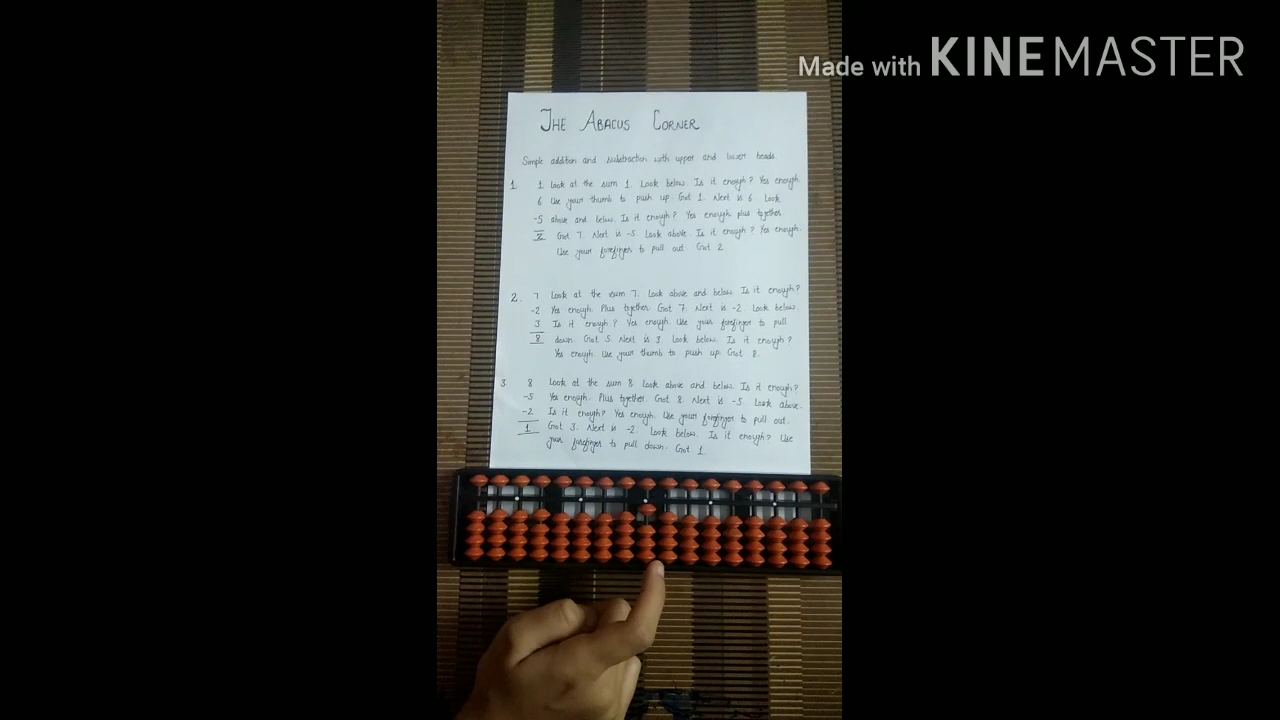 Made with KINEMASTER
THE ABACUS CORNER
Simple addition and substraction with upper and lower beads
1. 1 Look at the sum 1. Look below. Is it enough? Yes enough.
6 Use your thumb to push up. Got 1. Next is 6. Look
-5 above and below. Is it enough? Yes enough plus together
2 Got 7. Next is -5. Look above. Is it enough? Yes enough.
Use your forefinger to pull out. Got 2
2. 7 Look at the sum 7. Look above and below. Is it enough?
-2 Yes enough. Plus together. Got 7. Next is -2. Look below.
3 Is it enough? Yes enough. Use your forefinger to pull
8 down. Got 5. Next is 3. Look below. Is it enough?
Yes enough. Use your thumb to push up. Got 8.
3. 8 Look at the sum 8. Look above and below. Is it enough?
-5 Yes enough. Plus together. Got 8. Next is -5. Look above.
-2 Is it enough? Yes enough. Use your forefinger to pull out.
1 Got 3. Next is -2. Look below. Is it enough? Use
your forefinger to pull down. Got 1.